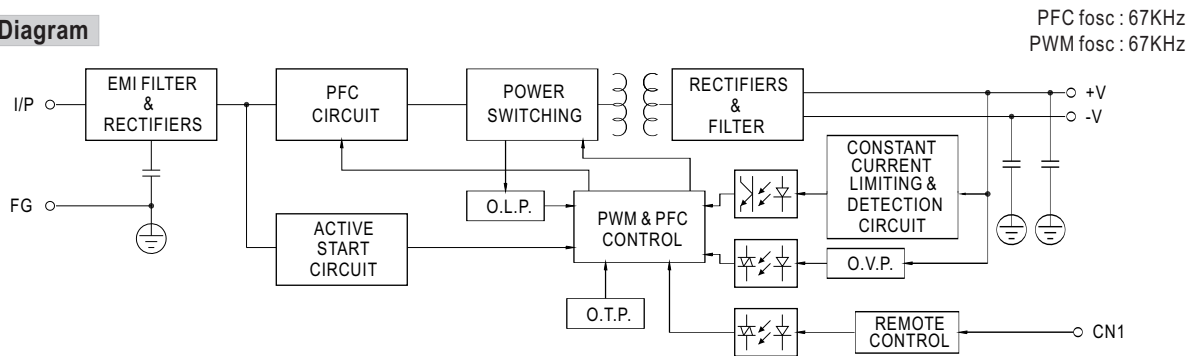 Diagram
PFC fosc : 67KHz
PWM fosc : 67KHz
I/P
EMI FILTER
&
RECTIFIERS
PFC
CIRCUIT
POWER
SWITCHING
RECTIFIERS
&
FILTER
+V
-V
FG
ACTIVE
START
CIRCUIT
O.L.P.
PWM & PFC
CONTROL
O.T.P.
CONSTANT
CURRENT
LIMITING &
DETECTION
CIRCUIT
O.V.P.
REMOTE
CONTROL
CN1